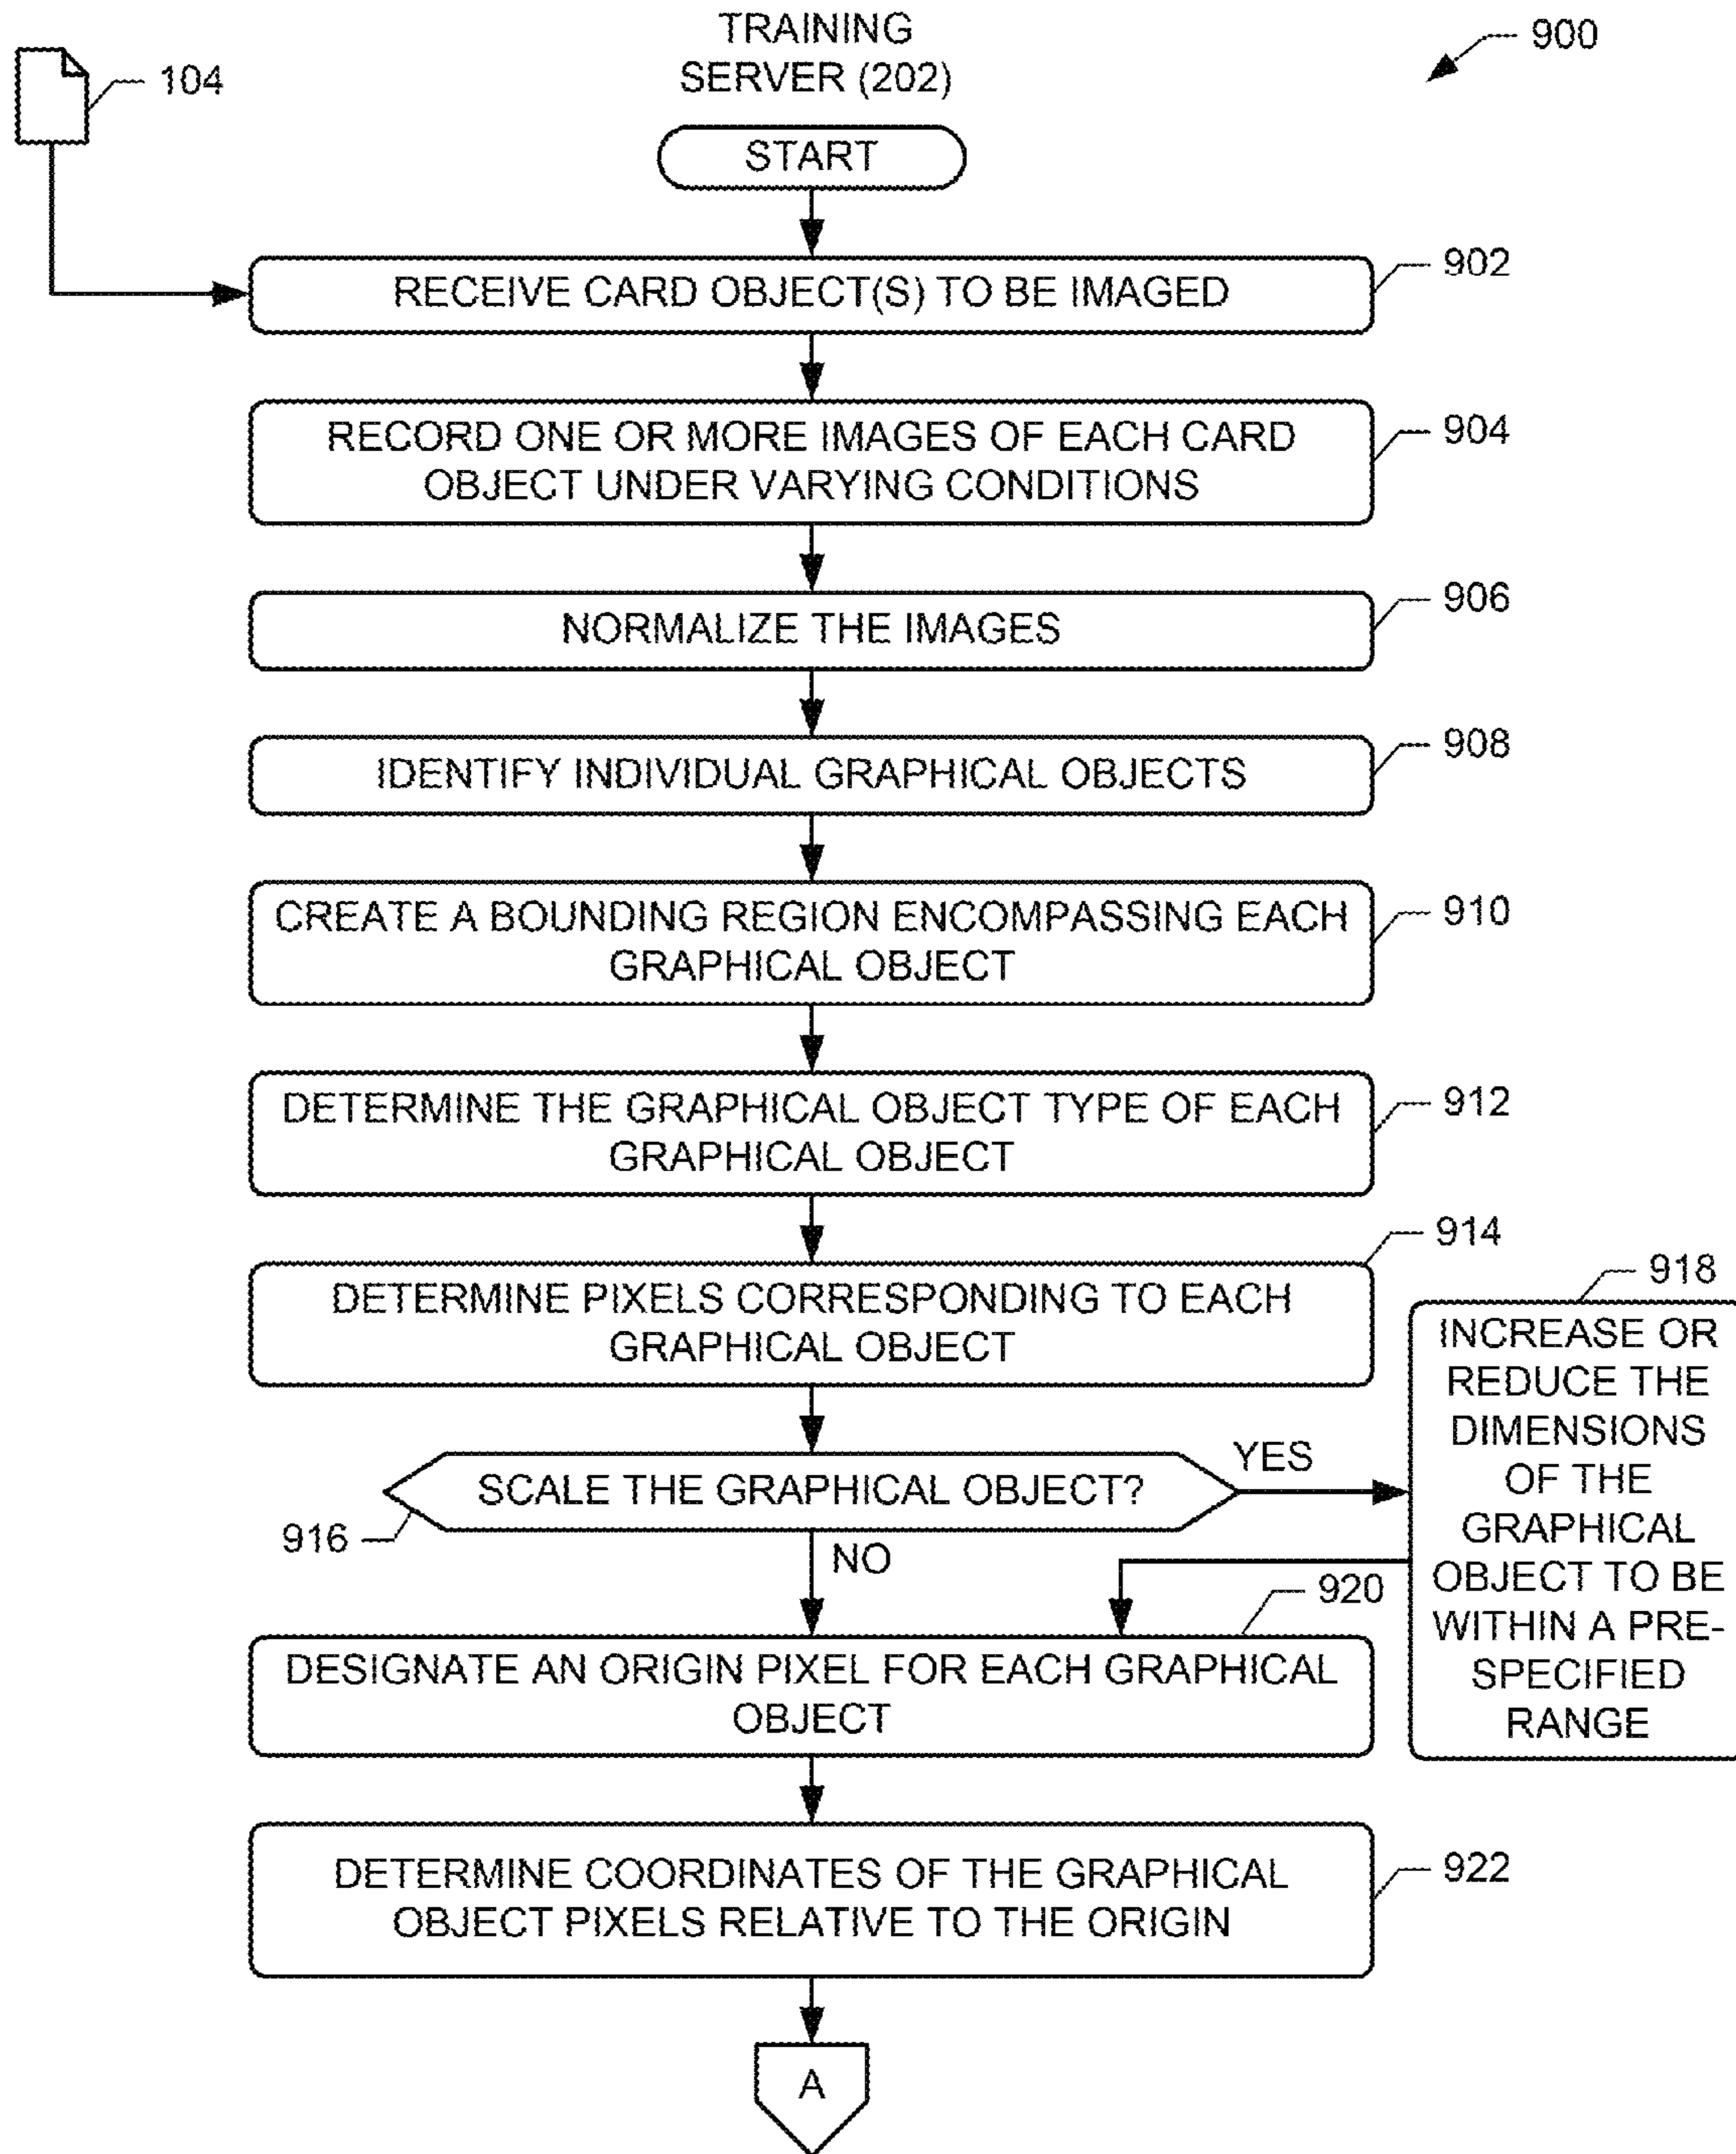 TRAINING
SERVER (202)
900
104
START
RECEIVE CARD OBJECT(S) TO BE IMAGED
902
RECORD ONE OR MORE IMAGES OF EACH CARD
OBJECT UNDER VARYING CONDITIONS
904
NORMALIZE THE IMAGES
906
IDENTIFY INDIVIDUAL GRAPHICAL OBJECTS
908
CREATE A BOUNDING REGION ENCOMPASSING EACH
GRAPHICAL OBJECT
910
DETERMINE THE GRAPHICAL OBJECT TYPE OF EACH
GRAPHICAL OBJECT
912
DETERMINE PIXELS CORRESPONDING TO EACH
GRAPHICAL OBJECT
914
SCALE THE GRAPHICAL OBJECT?
916
YES
NO
918
INCREASE OR
REDUCE THE
DIMENSIONS
OF THE
GRAPHICAL
OBJECT TO BE
WITHIN A PRE-
SPECIFIED
RANGE
920
DESIGNATE AN ORIGIN PIXEL FOR EACH GRAPHICAL
OBJECT
DETERMINE COORDINATES OF THE GRAPHICAL
OBJECT PIXELS RELATIVE TO THE ORIGIN
922
A